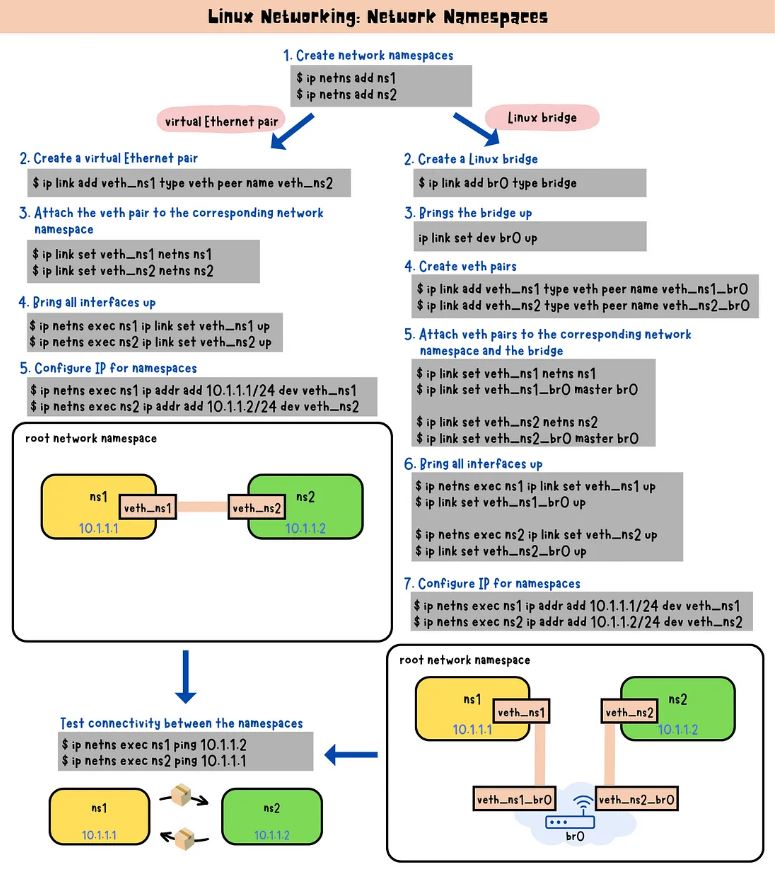 Linux Networking: Network Namespaces
1. Create network namespaces
$ ip netns add ns1
$ ip netns add ns2
virtual Ethernet pair
Linux bridge
2. Create a virtual Ethernet pair
$ ip link add veth_ns1 type veth peer name veth_ns2
3. Attach the veth pair to the corresponding network
namespace
$ ip link set veth_ns1 netns ns1
$ ip link set veth_ns2 netns ns2
4. Bring all interfaces up
$ ip netns exec ns1 ip link set veth_ns1 up
$ ip netns exec ns2 ip link set veth_ns2 up
5. Configure IP for namespaces
$ ip netns exec ns1 ip addr add 10.1.1.1/24 dev veth_ns1
$ ip netns exec ns2 ip addr add 10.1.1.2/24 dev veth_ns2
root network namespace
ns1
veth_ns1
10.1.1.1
veth_ns2
ns2
10.1.1.2
2. Create a Linux bridge
$ ip link add br0 type bridge
3. Brings the bridge up
ip link set dev br0 up
4. Create veth pairs
$ ip link add veth_ns1 type veth peer name veth_ns1_br0
$ ip link add veth_ns2 type veth peer name veth_ns2_br0
5. Attach veth pairs to the corresponding network
namespace and the bridge
$ ip link set veth_ns1 netns ns1
$ ip link set veth_ns1_br0 master br0
$ ip link set veth_ns2 netns ns2
$ ip link set veth_ns2_br0 master br0
6. Bring all interfaces up
$ ip netns exec ns1 ip link set veth_ns1 up
$ ip link set veth_ns1_br0 up
$ ip netns exec ns2 ip link set veth_ns2 up
$ ip link set veth_ns2_br0 up
7. Configure IP for namespaces
$ ip netns exec ns1 ip addr add 10.1.1.1/24 dev veth_ns1
$ ip netns exec ns2 ip addr add 10.1.1.2/24 dev veth_ns2
root network namespace
ns1
veth_ns1
10.1.1.1
ns2
veth_ns2
10.1.1.2
veth_ns1_br0
veth_ns2_br0
br0
Test connectivity between the namespaces
$ ip netns exec ns1 ping 10.1.1.2
$ ip netns exec ns2 ping 10.1.1.1
ns1
10.1.1.1
ns2
10.1.1.2